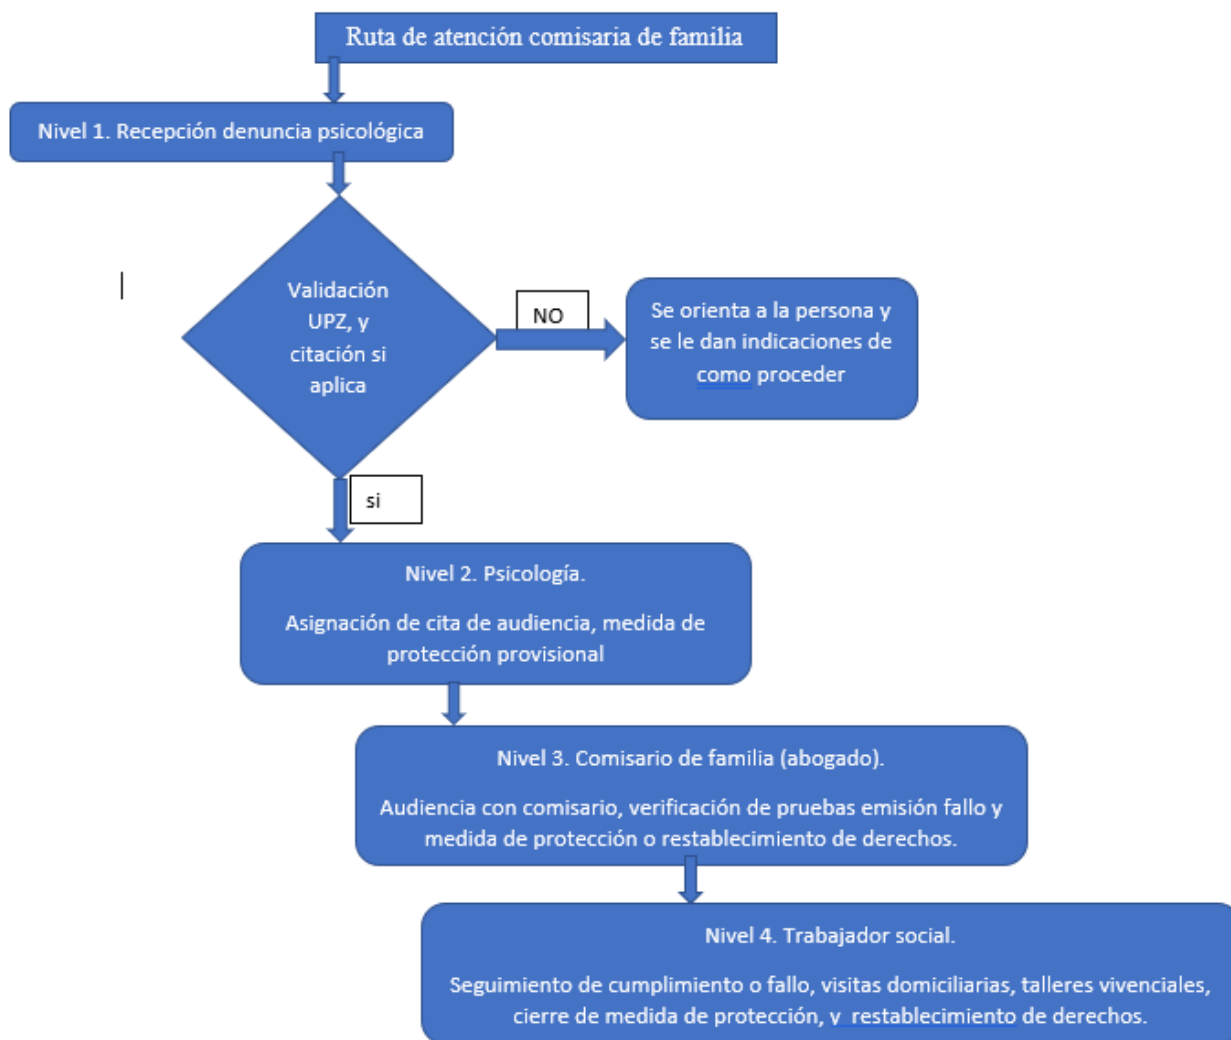 Ruta de atención comisaria de familia
Nivel 1. Recepción denuncia psicológica
Validación
UPZ, y
citación si
aplica
NO
Se orienta a la persona y
se le dan indicaciones de
como proceder
si
Nivel 2. Psicología.
Asignación de cita de audiencia, medida de
protección provisional
Nivel 3. Comisario de familia (abogado).
Audiencia con comisario, verificación de pruebas emisión fallo y
medida de protección o restablecimiento de derechos.
Nivel 4. Trabajador social.
Seguimiento de cumplimiento o fallo, visitas domiciliarias, talleres vivenciales,
cierre de medida de protección, y restablecimiento de derechos.